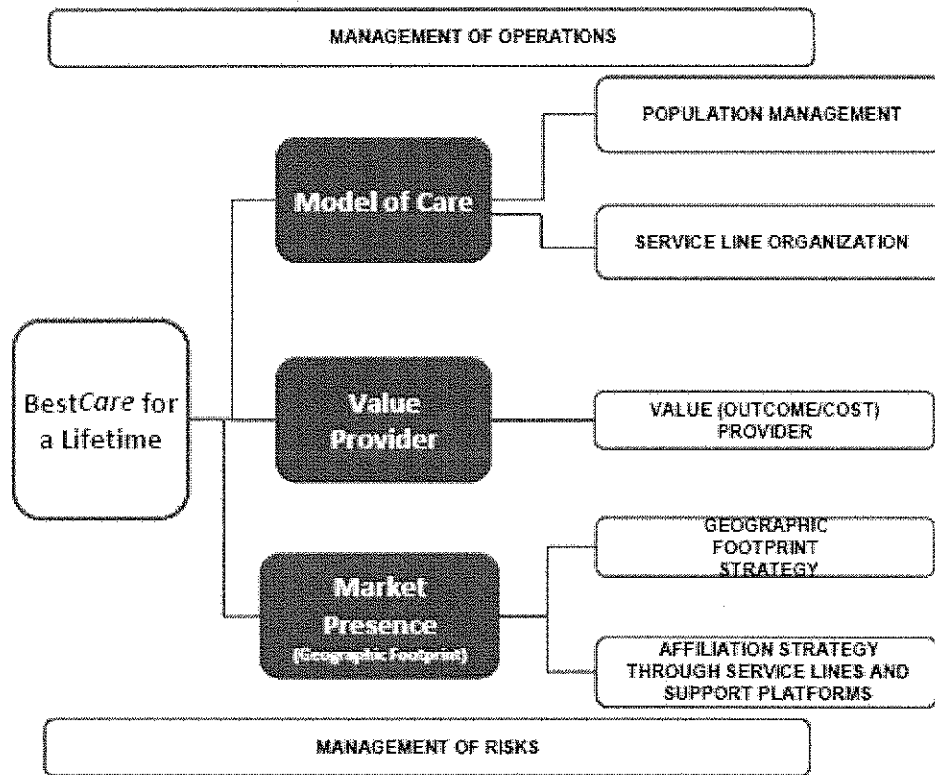 MANAGEMENT OF OPERATIONS
POPULATION MANAGEMENT
Model of Care
SERVICE LINE ORGANIZATION
BestCare for
a Lifetime
Value
Provider
VALUE (OUTCOME/COST)
PROVIDER
GEOGRAPHIC
FOOTPRINT
STRATEGY
Market
Presence
(Geographic Footprint)
AFFILIATION STRATEGY
THROUGH SERVICE LINES AND
SUPPORT PLATFORMS
MANAGEMENT OF RISKS